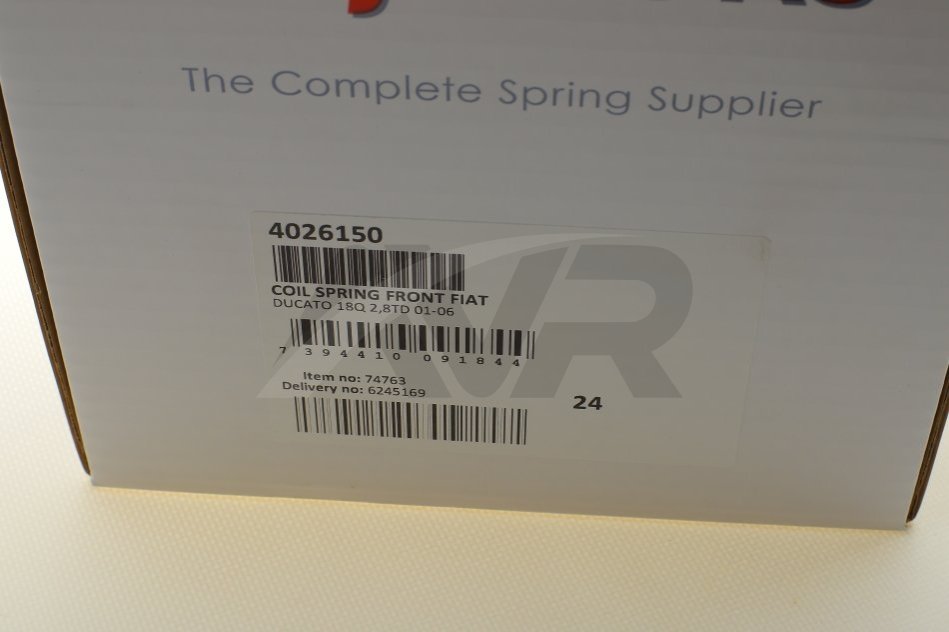 The Complete Spring Supplier
4026150
COIL SPRING FRONT FIAT
DUCATO 18Q 2,8TD 01-06
7 394410 091844
Item no: 74763
Delivery no: 6245169
24
AVR